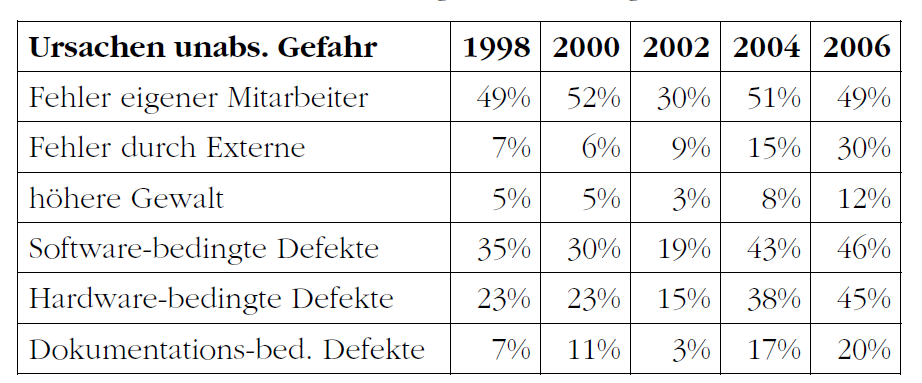 Ursachen unabs. Gefahr 1998 2000 2002 2004 2006
Fehler eigener Mitarbeiter 49% 52% 30% 51% 49%
Fehler durch Externe 7% 6% 9% 15% 30%
höhere Gewalt 5% 5% 3% 8% 12%
Software-bedingte Defekte 35% 30% 19% 43% 46%
Hardware-bedingte Defekte 23% 23% 15% 38% 45%
Dokumentations-bed. Defekte 7% 11% 3% 17% 20%